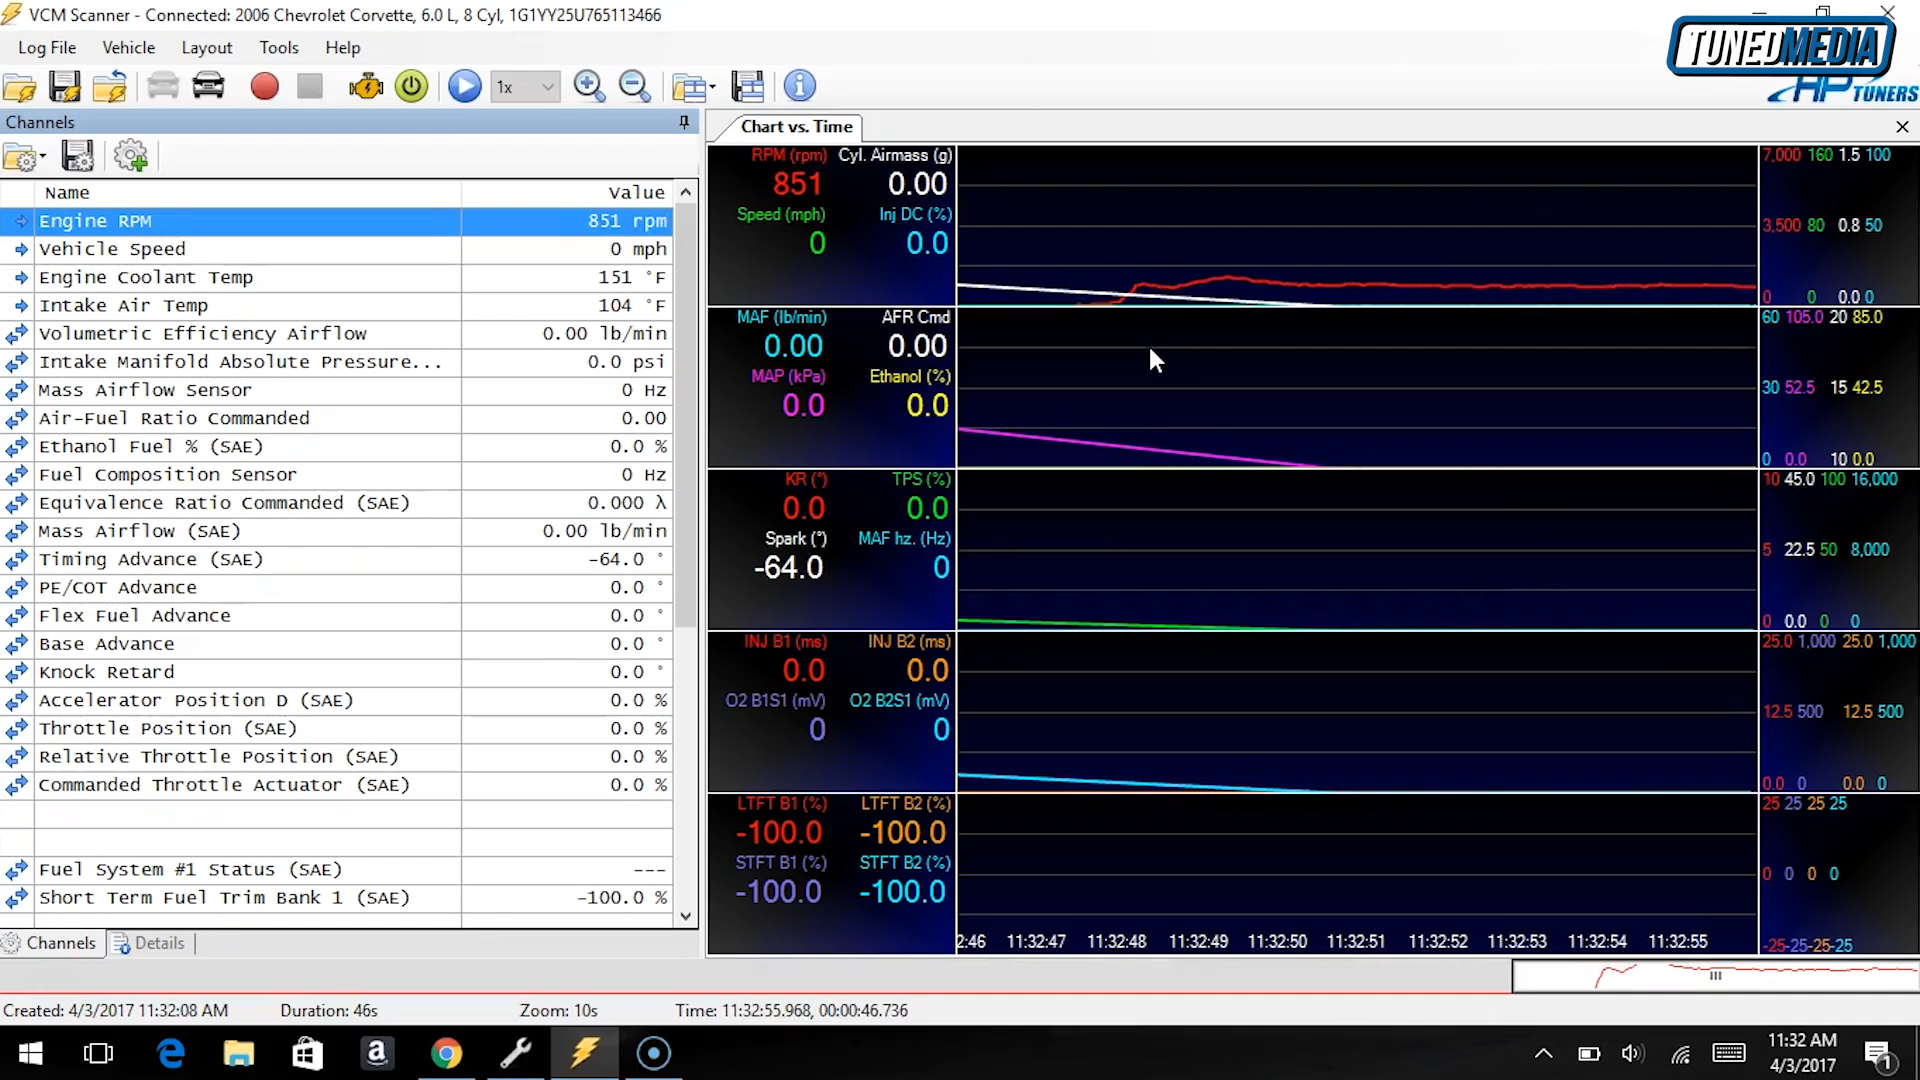 VCM Scanner - Connected: 2006 Chevrolet Corvette, 6.0 L, 8 Cyl, 1G1YY25U765113466
TUNEDMEDIA
HP TUNERS
Log File Vehicle Layout Tools Help
1x
Channels
Name Value
Engine RPM 851 rpm
Vehicle Speed 0 mph
Engine Coolant Temp 151 °F
Intake Air Temp 104 °F
Volumetric Efficiency Airflow 0.00 lb/min
Intake Manifold Absolute Pressure... 0.0 psi
Mass Airflow Sensor 0 Hz
Air-Fuel Ratio Commanded 0.00
Ethanol Fuel % (SAE) 0.0 %
Fuel Composition Sensor 0 Hz
Equivalence Ratio Commanded (SAE) 0.000 λ
Mass Airflow (SAE) 0.00 lb/min
Timing Advance (SAE) -64.0 °
PE/COT Advance 0.0 °
Flex Fuel Advance 0.0 °
Base Advance 0.0 °
Knock Retard 0.0 °
Accelerator Position D (SAE) 0.0 %
Throttle Position (SAE) 0.0 %
Relative Throttle Position (SAE) 0.0 %
Commanded Throttle Actuator (SAE) 0.0 %
Fuel System #1 Status (SAE) ---
Short Term Fuel Trim Bank 1 (SAE) -100.0 %
Channels Details
Chart vs. Time
RPM (rpm) Cyl. Airmass (g)
851 0.00
Speed (mph) Inj DC (%)
0 0.0
7,000 160 1.5 100
3,500 80 0.8 50
0 0 0.0 0
MAF (lb/min) AFR Cmd
0.00 0.00
MAP (kPa) Ethanol (%)
0.0 0.0
60 105.0 20 85.0
30 52.5 15 42.5
0 0.0 10 0.0
KR (°) TPS (%)
0.0 0.0
Spark (°) MAF hz. (Hz)
-64.0 0
10 45.0 100 16,000
5 22.5 50 8,000
0 0.0 0 0
INJ B1 (ms) INJ B2 (ms)
0.0 0.0
O2 B1S1 (mV) O2 B2S1 (mV)
0 0
25.0 1,000 25.0 1,000
12.5 500 12.5 500
0.0 0 0.0 0
LTFT B1 (%) LTFT B2 (%)
-100.0 -100.0
STFT B1 (%) STFT B2 (%)
-100.0 -100.0
25 25 25 25
0 0 0 0
-25 -25 -25 -25
2:46 11:32:47 11:32:48 11:32:49 11:32:50 11:32:51 11:32:52 11:32:53 11:32:54 11:32:55
Created: 4/3/2017 11:32:08 AM Duration: 46s Zoom: 10s Time: 11:32:55.968, 00:00:46.736
a
11:32 AM
4/3/2017
1